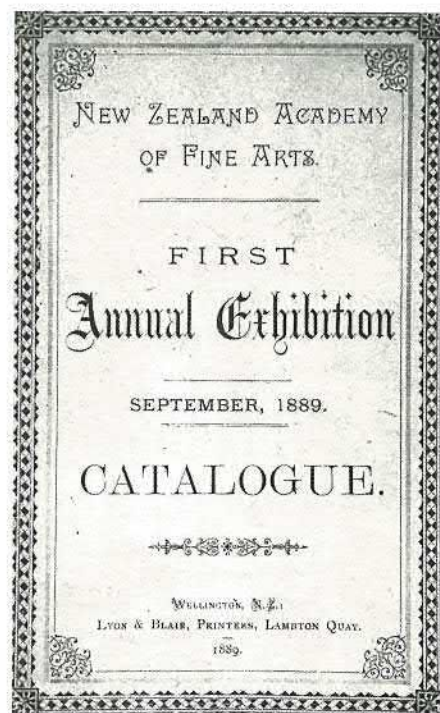 New Zealand Academy
of Fine Arts.
FIRST
Annual Exhibition
SEPTEMBER, 1889.
CATALOGUE.
Wellington, N.Z.:
Lyon & Blair, Printers, Lambton Quay.
1889.